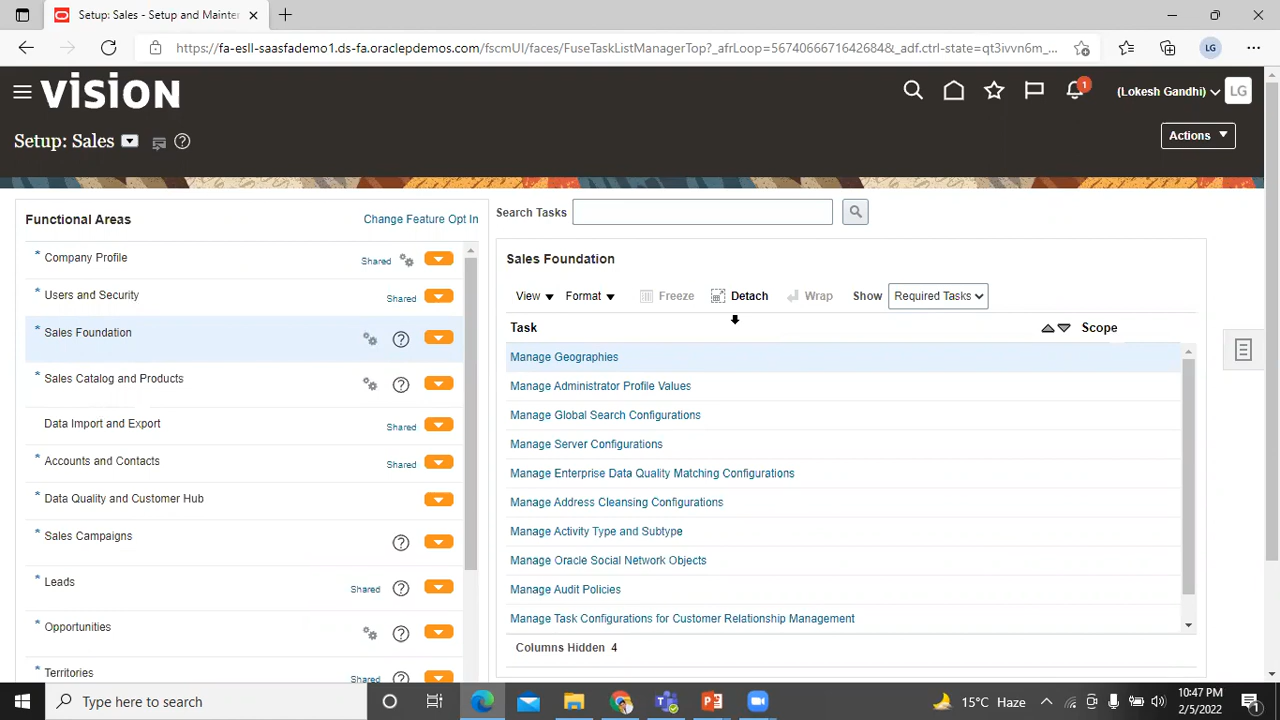 Setup: Sales - Setup and Mainten
https://fa-esll-saasfademo1.ds-fa.oraclepdemos.com/fscmUI/faces/FuseTaskListManagerTop?_afrLoop=56740666716426848&_adf.ctrl-state=qt3ivvn6m_...
LG
vision
1
(Lokesh Gandhi)
LG
Setup: Sales
Actions
Functional Areas
Change Feature Opt In
Company Profile
Shared
Users and Security
Shared
Sales Foundation
Sales Catalog and Products
Data Import and Export
Shared
Accounts and Contacts
Shared
Data Quality and Customer Hub
Sales Campaigns
Leads
Shared
Opportunities
Territories
Shared
Search Tasks
Sales Foundation
View
Format
Freeze
Detach
Wrap
Show
Required Tasks
Task
Scope
Manage Geographies
Manage Administrator Profile Values
Manage Global Search Configurations
Manage Server Configurations
Manage Enterprise Data Quality Matching Configurations
Manage Address Cleansing Configurations
Manage Activity Type and Subtype
Manage Oracle Social Network Objects
Manage Audit Policies
Manage Task Configurations for Customer Relationship Management
Columns Hidden 4
Type here to search
15°C Haze
10:47 PM
2/5/2022
1